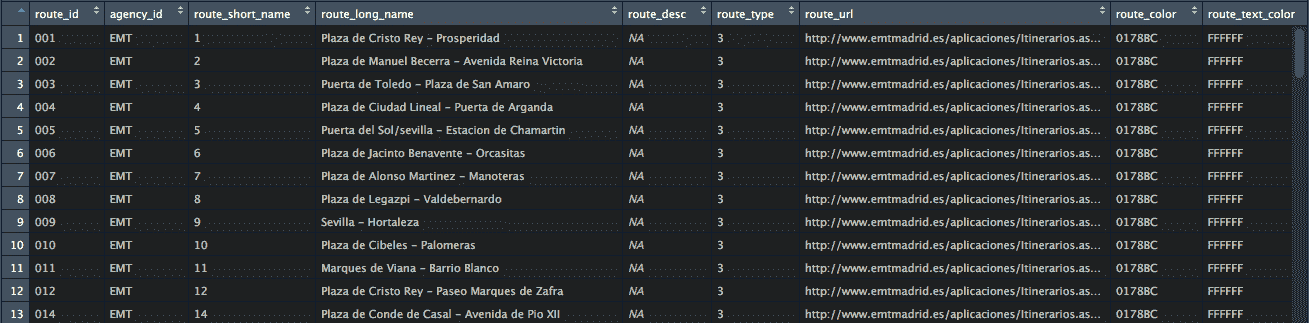 route_id agency_id route_short_name route_long_name route_desc route_type route_url route_color route_text_color
1 001 EMT 1 Plaza de Cristo Rey - Prosperidad NA 3 http://www.emtmadrid.es/aplicaciones/Itinerarios.as... 0178BC FFFFFF
2 002 EMT 2 Plaza de Manuel Becerra - Avenida Reina Victoria NA 3 http://www.emtmadrid.es/aplicaciones/Itinerarios.as... 0178BC FFFFFF
3 003 EMT 3 Puerta de Toledo - Plaza de San Amaro NA 3 http://www.emtmadrid.es/aplicaciones/Itinerarios.as... 0178BC FFFFFF
4 004 EMT 4 Plaza de Ciudad Lineal - Puerta de Arganda NA 3 http://www.emtmadrid.es/aplicaciones/Itinerarios.as... 0178BC FFFFFF
5 005 EMT 5 Puerta del Sol/sevilla - Estacion de Chamartin NA 3 http://www.emtmadrid.es/aplicaciones/Itinerarios.as... 0178BC FFFFFF
6 006 EMT 6 Plaza de Jacinto Benavente - Orcasitas NA 3 http://www.emtmadrid.es/aplicaciones/Itinerarios.as... 0178BC FFFFFF
7 007 EMT 7 Plaza de Alonso Martinez - Manoteras NA 3 http://www.emtmadrid.es/aplicaciones/Itinerarios.as... 0178BC FFFFFF
8 008 EMT 8 Plaza de Legazpi - Valdebernardo NA 3 http://www.emtmadrid.es/aplicaciones/Itinerarios.as... 0178BC FFFFFF
9 009 EMT 9 Sevilla - Hortaleza NA 3 http://www.emtmadrid.es/aplicaciones/Itinerarios.as... 0178BC FFFFFF
10 010 EMT 10 Plaza de Cibeles - Palomeras NA 3 http://www.emtmadrid.es/aplicaciones/Itinerarios.as... 0178BC FFFFFF
11 011 EMT 11 Marques de Viana - Barrio Blanco NA 3 http://www.emtmadrid.es/aplicaciones/Itinerarios.as... 0178BC FFFFFF
12 012 EMT 12 Plaza de Cristo Rey - Paseo Marques de Zafra NA 3 http://www.emtmadrid.es/aplicaciones/Itinerarios.as... 0178BC FFFFFF
13 014 EMT 14 Plaza de Conde de Casal - Avenida de Pio XII NA 3 http://www.emtmadrid.es/aplicaciones/Itinerarios.as... 0178BC FFFFFF